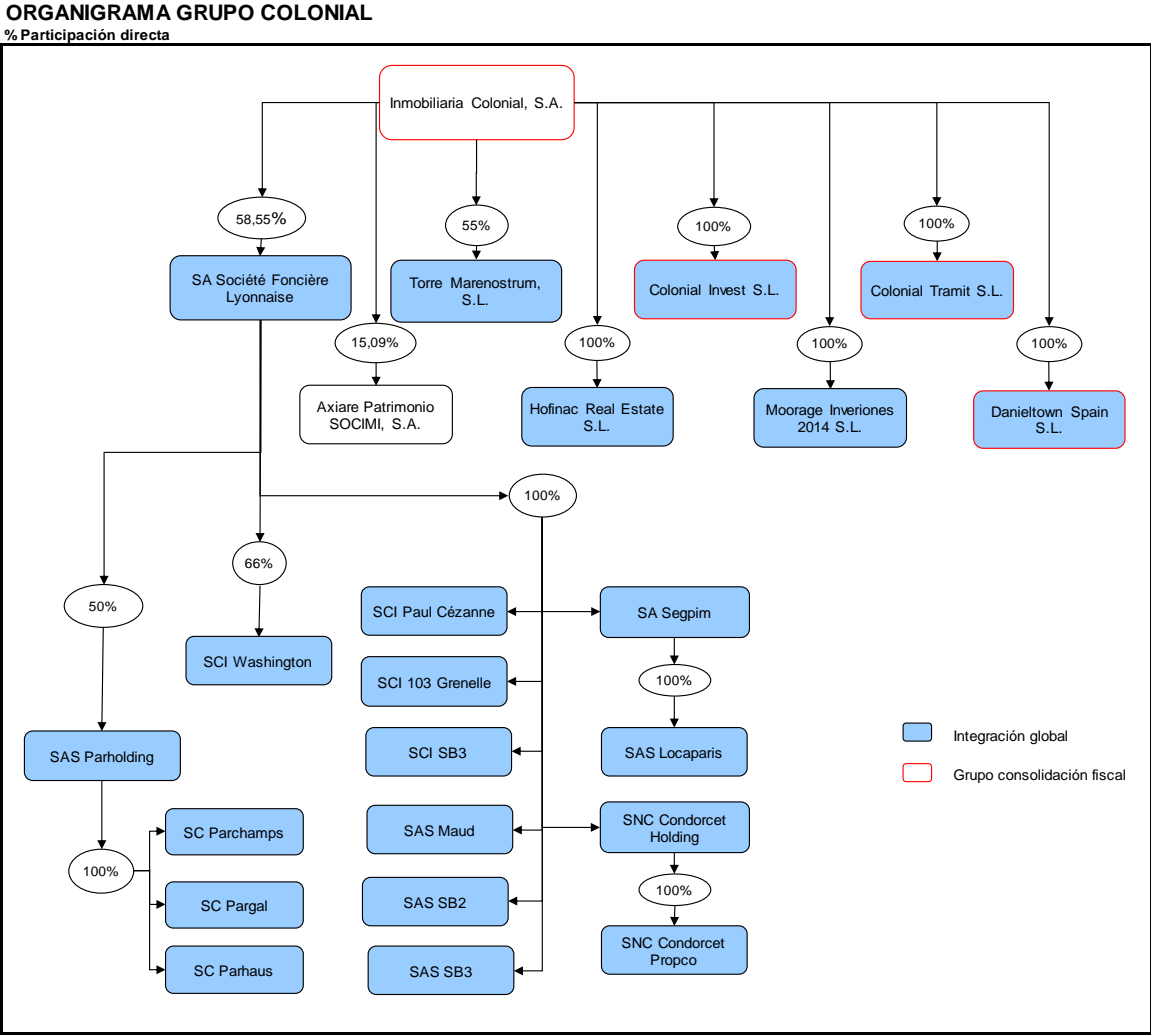 ORGANIGRAMA GRUPO COLONIAL
% Participación directa
Inmobiliaria Colonial, S.A.
58,55%
55%
100%
100%
SA Société Foncière
Lyonnaise
Torre Marenostrum,
S.L.
Colonial Invest S.L.
Colonial Tramit S.L.
15,09%
100%
100%
100%
Axiare Patrimonio
SOCIMI, S.A.
Hofinac Real Estate
S.L.
Moorage Inveriones
2014 S.L.
Danieltown Spain
S.L.
100%
66%
50%
SCI Paul Cézanne
SA Segpim
SCI Washington
SCI 103 Grenelle
100%
SAS Parholding
SCI SB3
SAS Locaparis
Integración global
Grupo consolidación fiscal
SC Parchamps
SAS Maud
SNC Condorcet
Holding
100%
100%
SC Pargal
SAS SB2
SNC Condorcet
Propco
SC Parhaus
SAS SB3